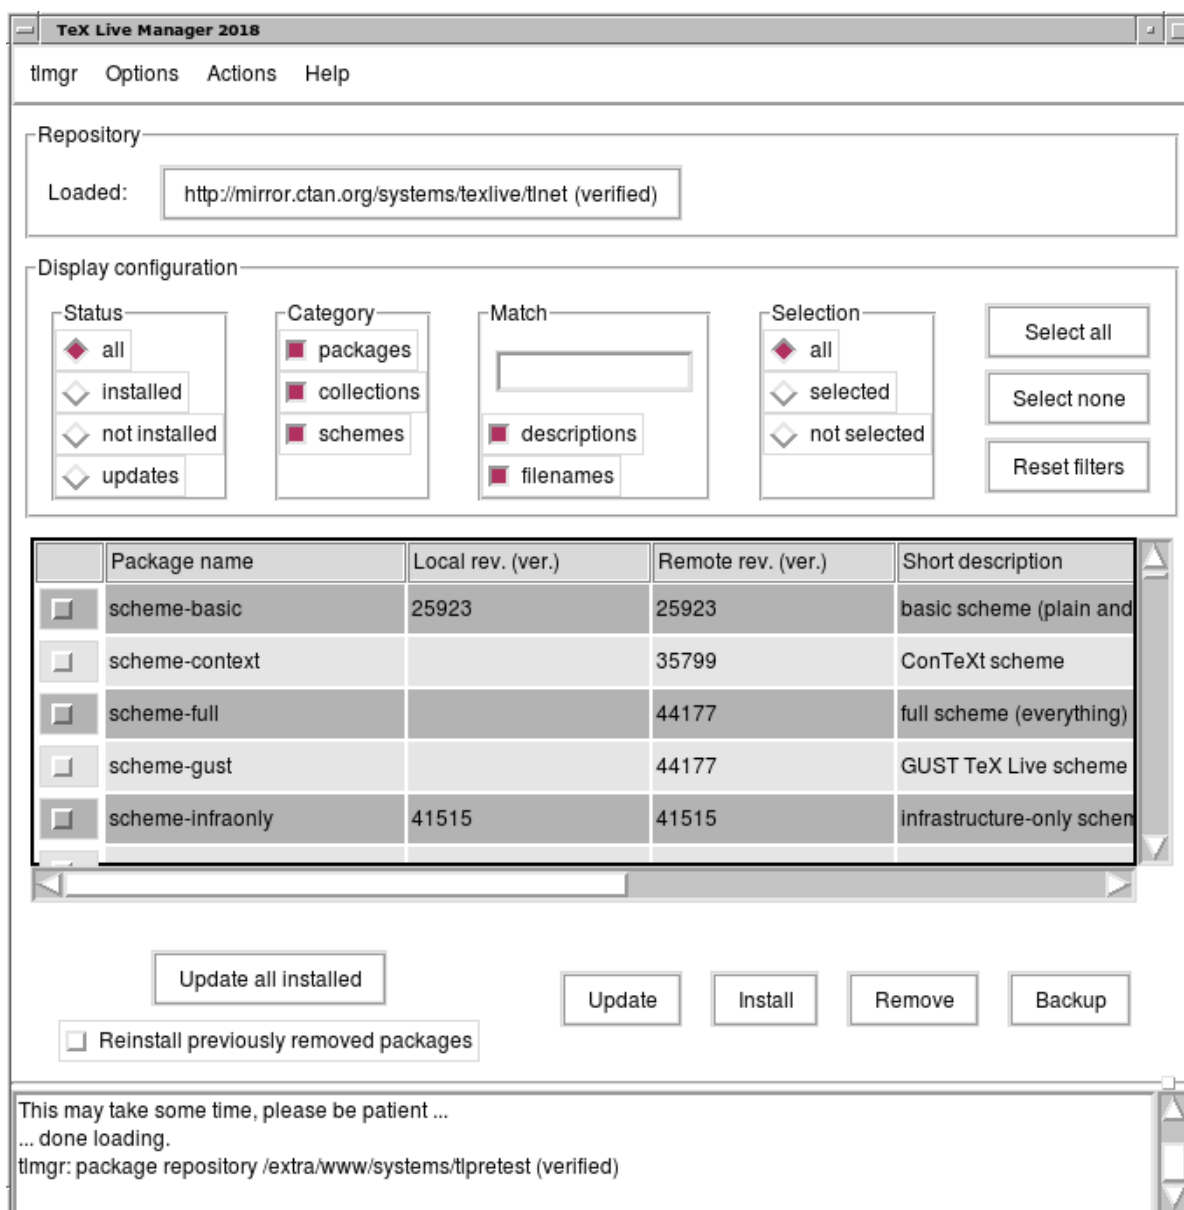 TeX Live Manager 2018
tlmgr Options Actions Help
Repository
Loaded: http://mirror.ctan.org/systems/texlive/tlnet (verified)
Display configuration
Status Category Match Selection
all packages all Select all
installed collections selected Select none
not installed schemes descriptions not selected
updates filenames Reset filters
Package name Local rev. (ver.) Remote rev. (ver.) Short description
scheme-basic 25923 25923 basic scheme (plain and
scheme-context 35799 ConTeXt scheme
scheme-full 44177 full scheme (everything)
scheme-gust 44177 GUST TeX Live scheme
scheme-infraonly 41515 41515 infrastructure-only schem
Update all installed Update Install Remove Backup
Reinstall previously removed packages
This may take some time, please be patient ...
... done loading.
tlmgr: package repository /extra/www/systems/tlpretest (verified)